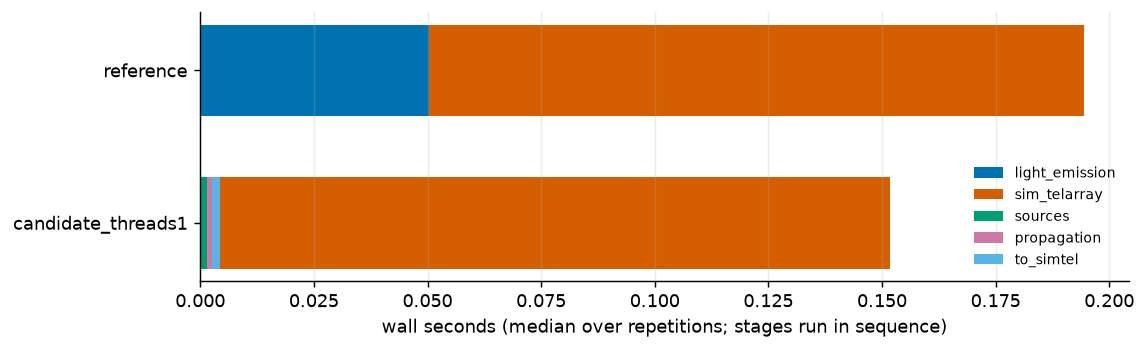 reference
candidate_threads1
light_emission
sim_telarray
sources
propagation
to_simtel
0.000 0.025 0.050 0.075 0.100 0.125 0.150 0.175 0.200
wall seconds (median over repetitions; stages run in sequence)